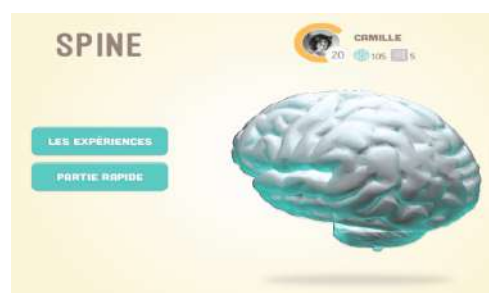 SPINE
CAMILLE
20 105 5
LES EXPÉRIENCES
PARTIE RAPIDE